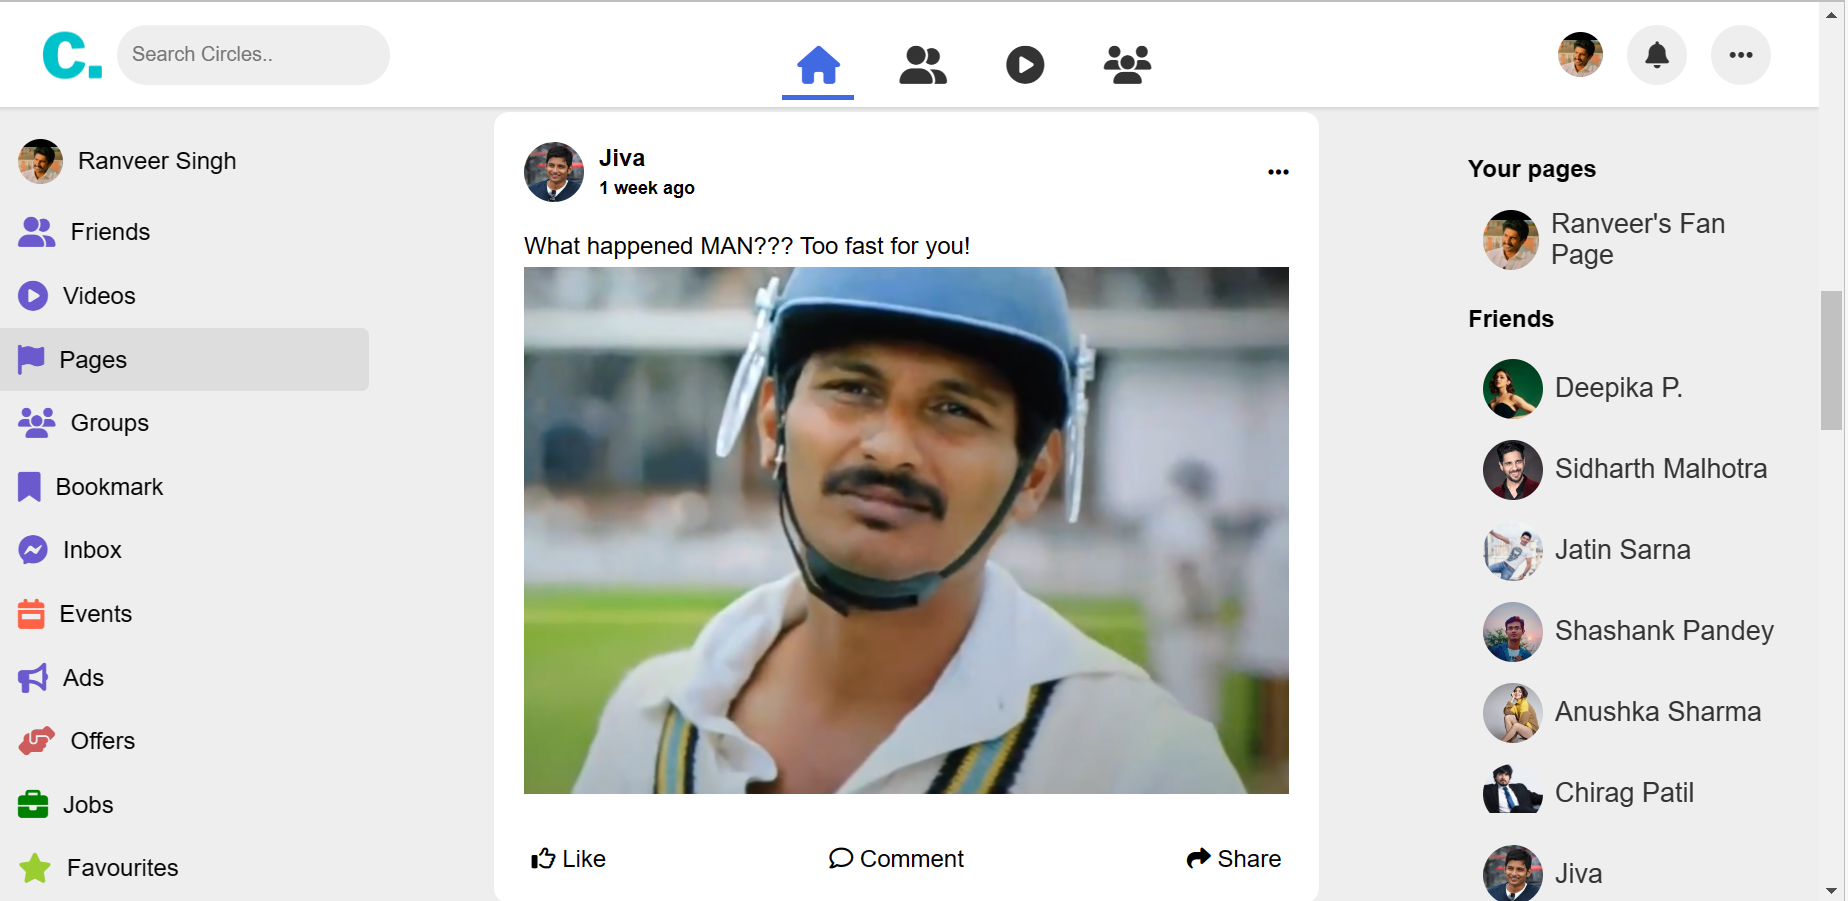 C.
Search Circles..
Ranveer Singh
Friends
Videos
Pages
Groups
Bookmark
Inbox
Events
Ads
Offers
Jobs
Favourites
Jiva
1 week ago
What happened MAN??? Too fast for you!
Like
Comment
Share
Your pages
Ranveer's Fan
Page
Friends
Deepika P.
Sidharth Malhotra
Jatin Sarna
Shashank Pandey
Anushka Sharma
Chirag Patil
Jiva